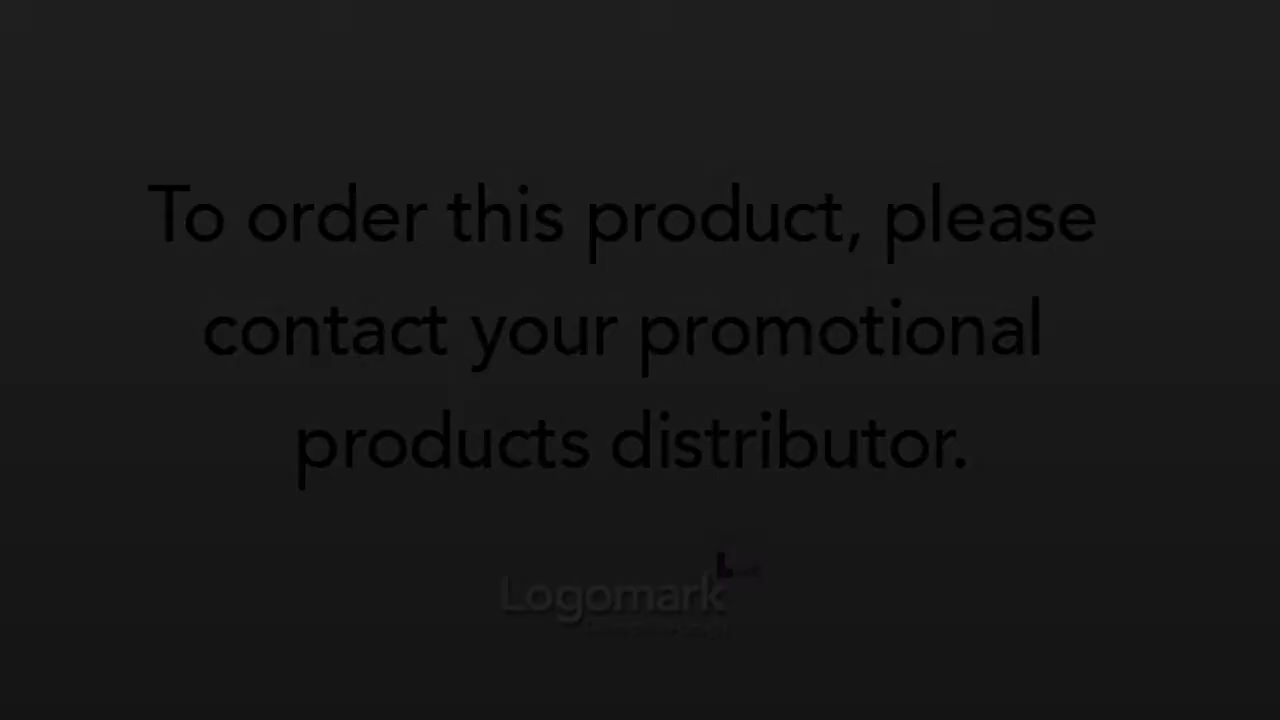 To order this product, please
contact your promotional
products distributor.
Logomark